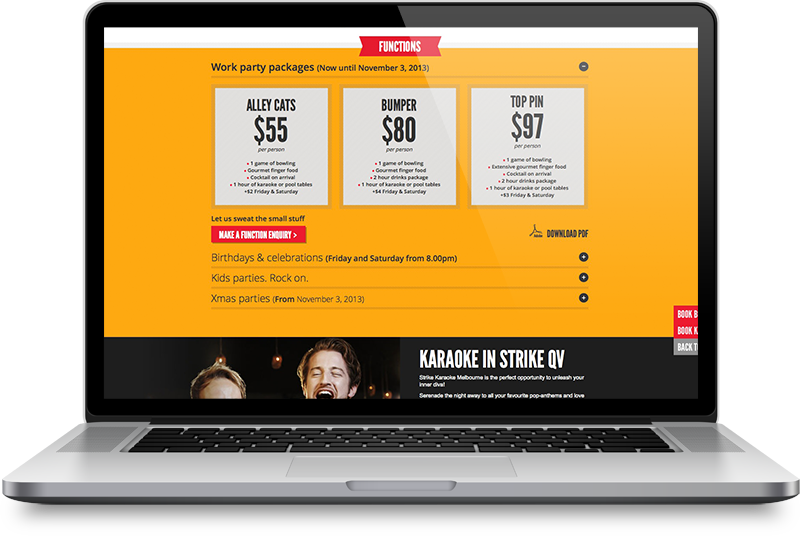 FUNCTIONS
Work party packages (Now until November 3, 2013)
ALLEY CATS
$55
per person
1 game of bowling
Gourmet finger food
Cocktail on arrival
1 hour of karaoke or pool tables
+$2 Friday & Saturday
BUMPER
$80
per person
1 game of bowling
Gourmet finger food
2 hour drinks package
1 hour of karaoke or pool tables
+$4 Friday & Saturday
TOP PIN
$97
per person
1 game of bowling
Extensive gourmet finger food
Cocktail on arrival
2 hour drinks package
1 hour of karaoke or pool tables
+$3 Friday & Saturday
Let us sweat the small stuff
MAKE A FUNCTION ENQUIRY >
Adobe
DOWNLOAD PDF
Birthdays & celebrations (Friday and Saturday from 8.00pm)
Kids parties. Rock on.
Xmas parties (From November 3, 2013)
BOOK B
BOOK K
BACK TO
KARAOKE IN STRIKE QV
Strike Karaoke Melbourne is the perfect opportunity to unleash your
inner diva!
Serenade the night away to all your favourite pop-anthems and love